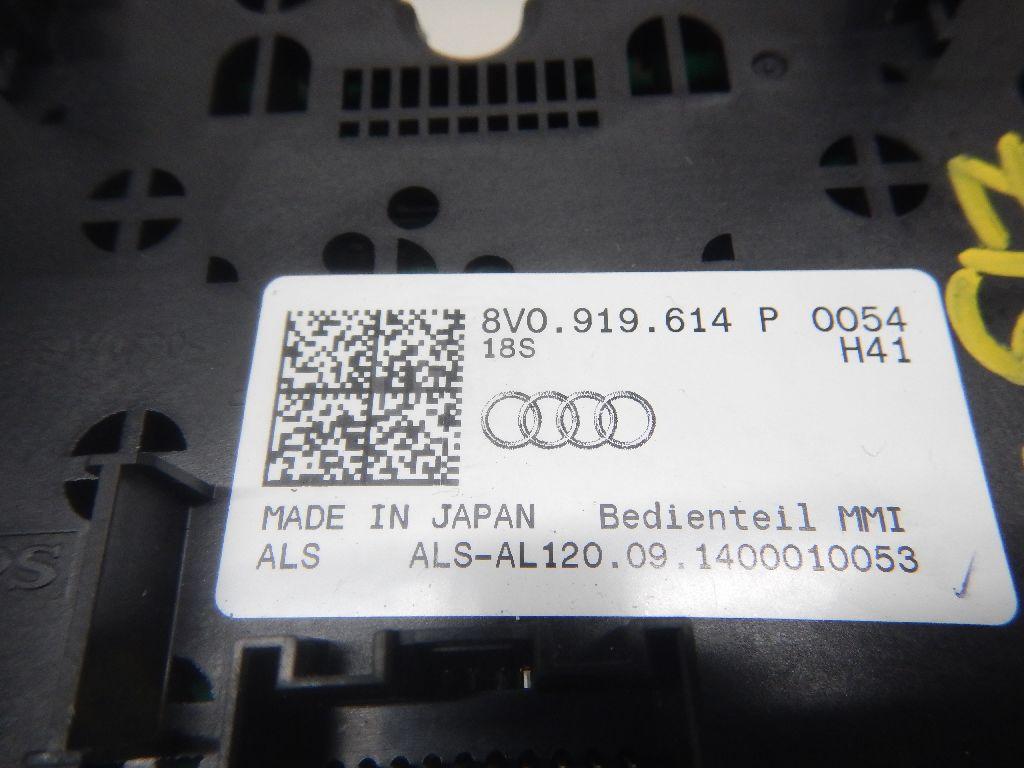 8V0.919.614 P 0054
18S H41
MADE IN JAPAN Bedienteil MMI
ALS ALS-AL120.09.1400010053